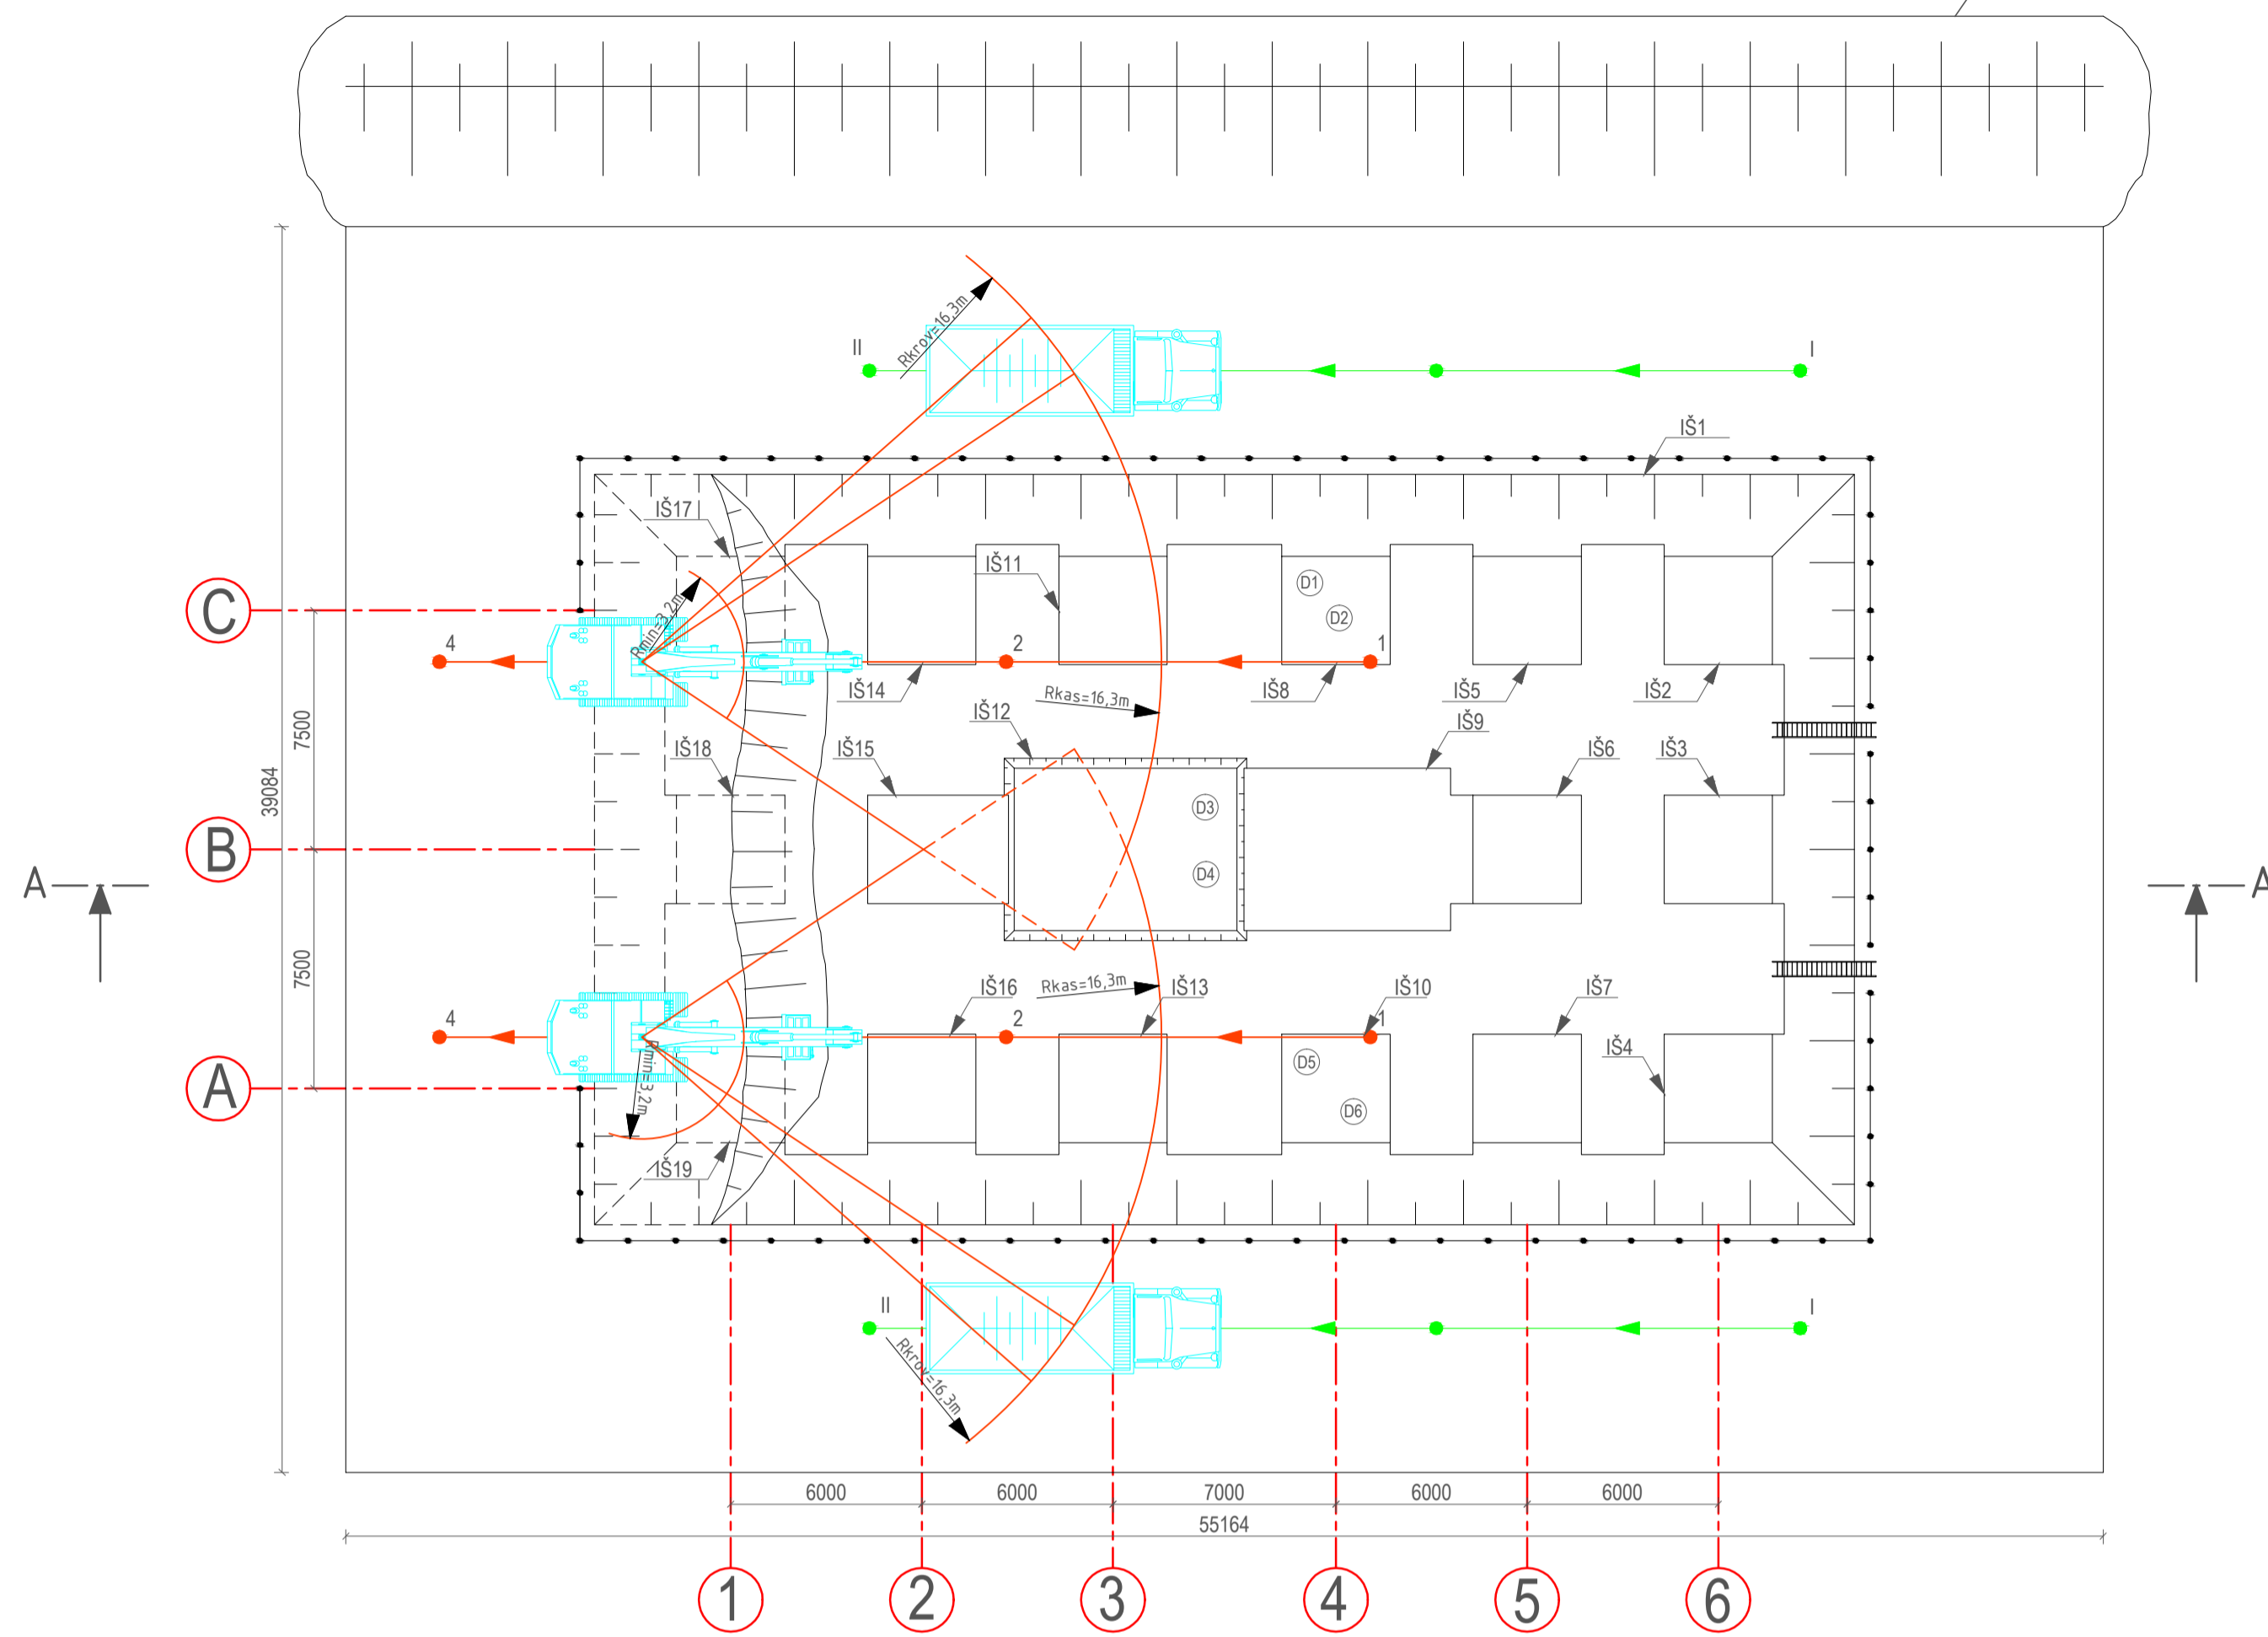 Rkrov=16,3m
II
I
IŠ1
IŠ17
IŠ11
D1
D2
C
Rmin=3,2m
4
2
1
IŠ14
IŠ8
IŠ5
IŠ2
Rkas=16,3m
7500
IŠ12
IŠ9
IŠ18
IŠ15
IŠ6
IŠ3
39084
D3
B
A
A
D4
7500
Rkas=16,3m
IŠ16
IŠ13
IŠ10
IŠ7
4
2
1
IŠ4
D5
A
Rmin=3,2m
D6
IŠ19
II
I
Rkrov=16,3m
6000
6000
7000
6000
6000
55164
1
2
3
4
5
6